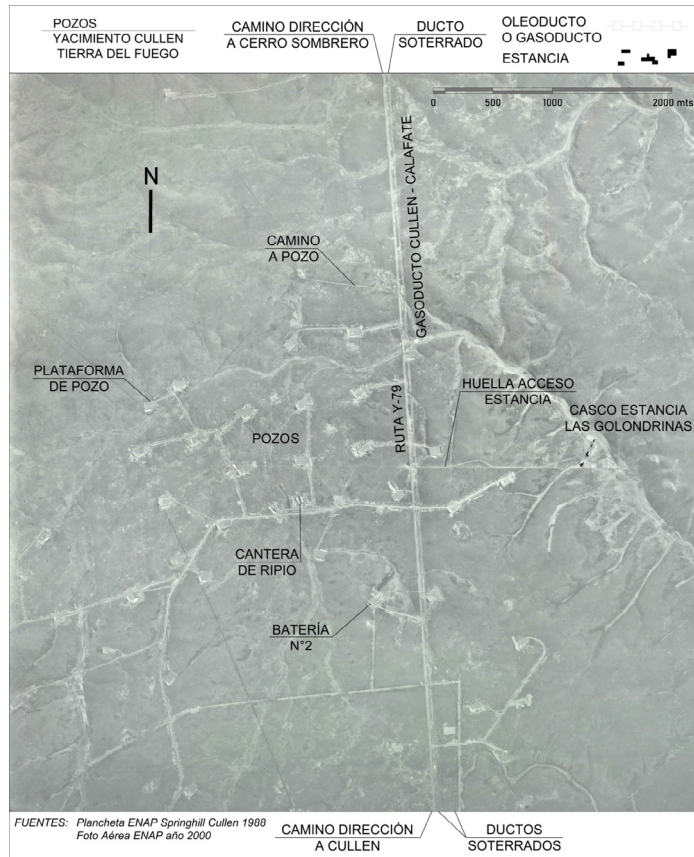 POZOS
YACIMIENTO CULLEN
TIERRA DEL FUEGO
CAMINO DIRECCIÓN
A CERRO SOMBRERO
DUCTO
SOTERRADO
OLEODUCTO
O GASODUCTO
ESTANCIA
0 500 1000 2000 mts
N
GASODUCTO CULLEN - CALAFATE
CAMINO
A POZO
PLATAFORMA
DE POZO
HUELLA ACCESO
ESTANCIA
CASCO ESTANCIA
LAS GOLONDRINAS
RUTA Y-79
POZOS
CANTERA
DE RIPIO
BATERÍA
N°2
FUENTES: Plancheta ENAP Springhill Cullen 1988
Foto Aérea ENAP año 2000
CAMINO DIRECCIÓN
A CULLEN
DUCTOS
SOTERRADOS